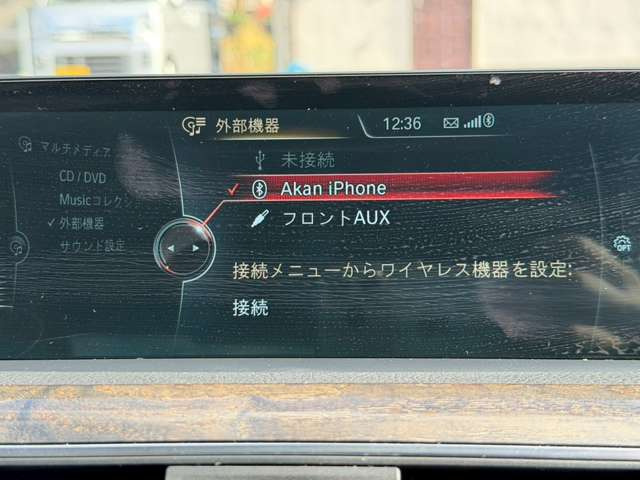 外部機器
12:36
マルチメディア
CD / DVD
Musicコレク
外部機器
サウンド設定
未接続
Akan iPhone
フロントAUX
接続メニューからワイヤレス機器を設定:
接続
OPT